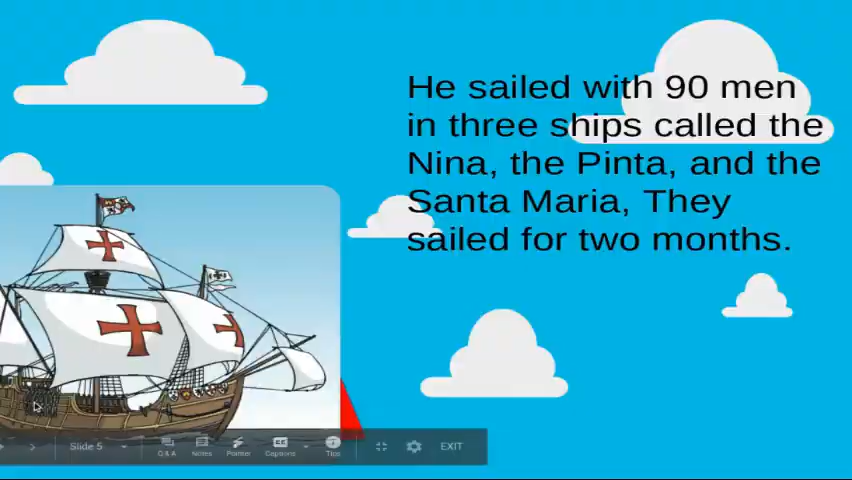 He sailed with 90 men
in three ships called the
Nina, the Pinta, and the
Santa Maria, They
sailed for two months.
Slide 5
Q & A
Notes
Pointer
Captions
Tips
EXIT